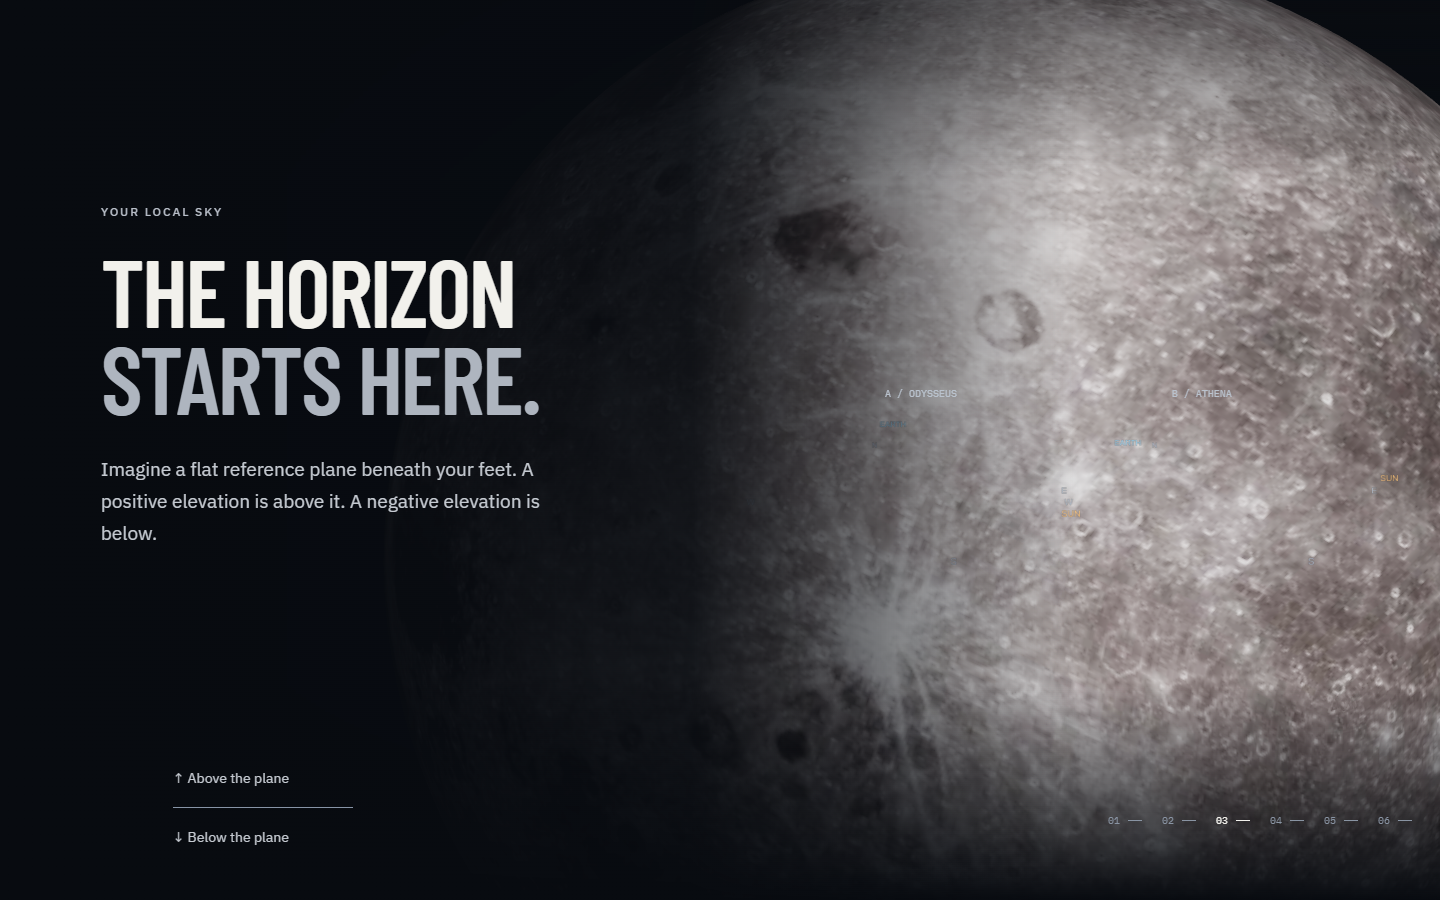 YOUR LOCAL SKY
THE HORIZON
STARTS HERE.
Imagine a flat reference plane beneath your feet. A
positive elevation is above it. A negative elevation is
below.
A / ODYSSEUS
B / ATHENA
SUN
E
↑ Above the plane
↓ Below the plane
01 02 03 04 05 06